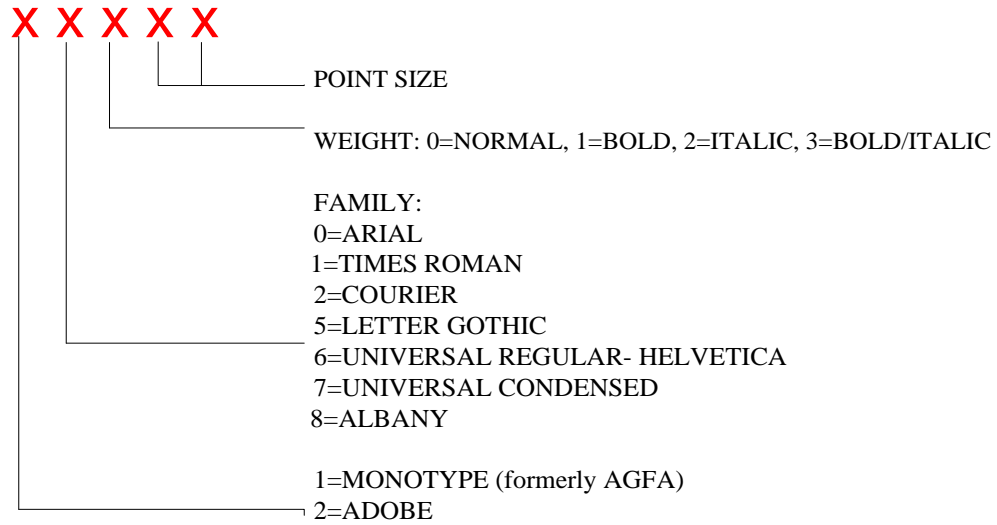 X X X X X
POINT SIZE
WEIGHT: 0=NORMAL, 1=BOLD, 2=ITALIC, 3=BOLD/ITALIC
FAMILY:
0=ARIAL
1=TIMES ROMAN
2=COURIER
5=LETTER GOTHIC
6=UNIVERSAL REGULAR- HELVETICA
7=UNIVERSAL CONDENSED
8=ALBANY
1=MONOTYPE (formerly AGFA)
2=ADOBE